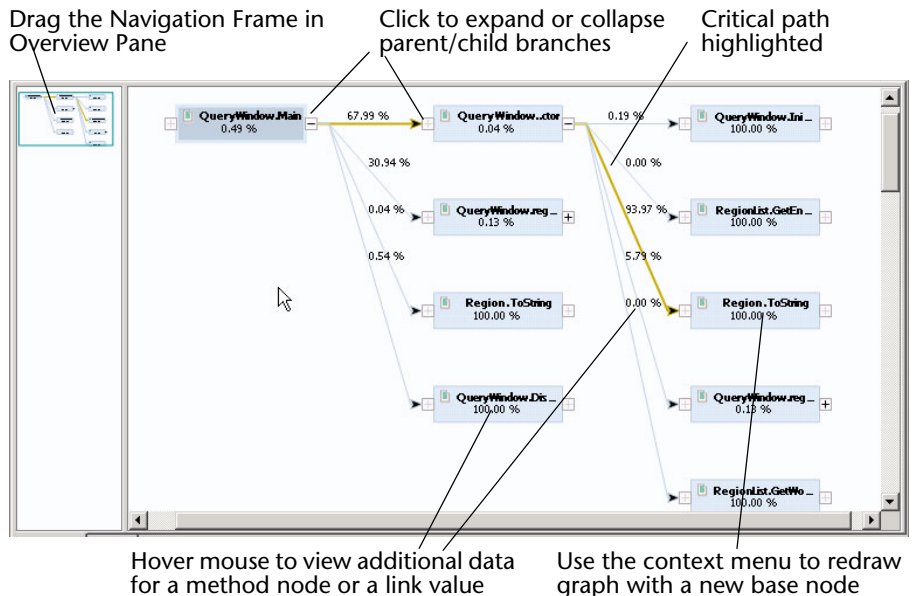 Drag the Navigation Frame in
Overview Pane
Click to expand or collapse
parent/child branches
Critical path
highlighted
QueryWindow.Main
0.49 %
67.99 %
30.94 %
0.04 %
0.54 %
QueryWindow..ctor
0.04 %
QueryWindow.reg_
0.13 %
Region.ToString
100.00 %
QueryWindow.Dis_
100.00 %
0.19 %
0.00 %
93.97 %
5.79 %
0.00 %
QueryWindow.Ini_
100.00 %
RegionList.GetEn_
100.00 %
Region.ToString
100.00 %
QueryWindow.reg_
0.13 %
RegionList.GetWo_
100.00 %
Hover mouse to view additional data
for a method node or a link value
Use the context menu to redraw
graph with a new base node